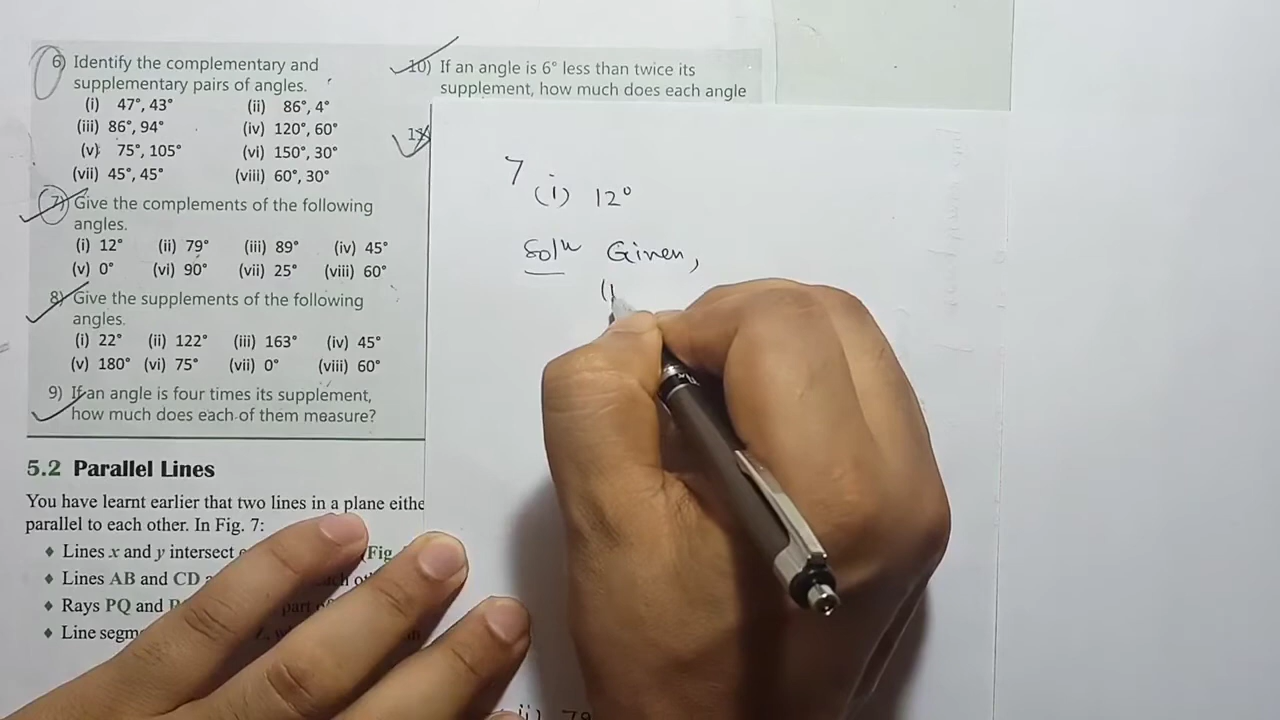 6) Identify the complementary and
supplementary pairs of angles.
(i) 47°, 43° (ii) 86°, 4°
(iii) 86°, 94° (iv) 120°, 60°
(v) 75°, 105° (vi) 150°, 30°
(vii) 45°, 45° (viii) 60°, 30°
7) Give the complements of the following
angles.
(i) 12° (ii) 79° (iii) 89° (iv) 45°
(v) 0° (vi) 90° (vii) 25° (viii) 60°
8) Give the supplements of the following
angles.
(i) 22° (ii) 122° (iii) 163° (iv) 45°
(v) 180° (vi) 75° (vii) 0° (viii) 60°
9) If an angle is four times its supplement,
how much does each of them measure?
5.2 Parallel Lines
You have learnt earlier that two lines in a plane eithe
parallel to each other. In Fig. 7:
♦ Lines x and y intersect (Fig
♦ Lines AB and CD
♦ Rays PQ and part
♦ Line segm
10) If an angle is 6° less than twice its
supplement, how much does each angle
7
(i) 12°
Solu Given,
ii) 79